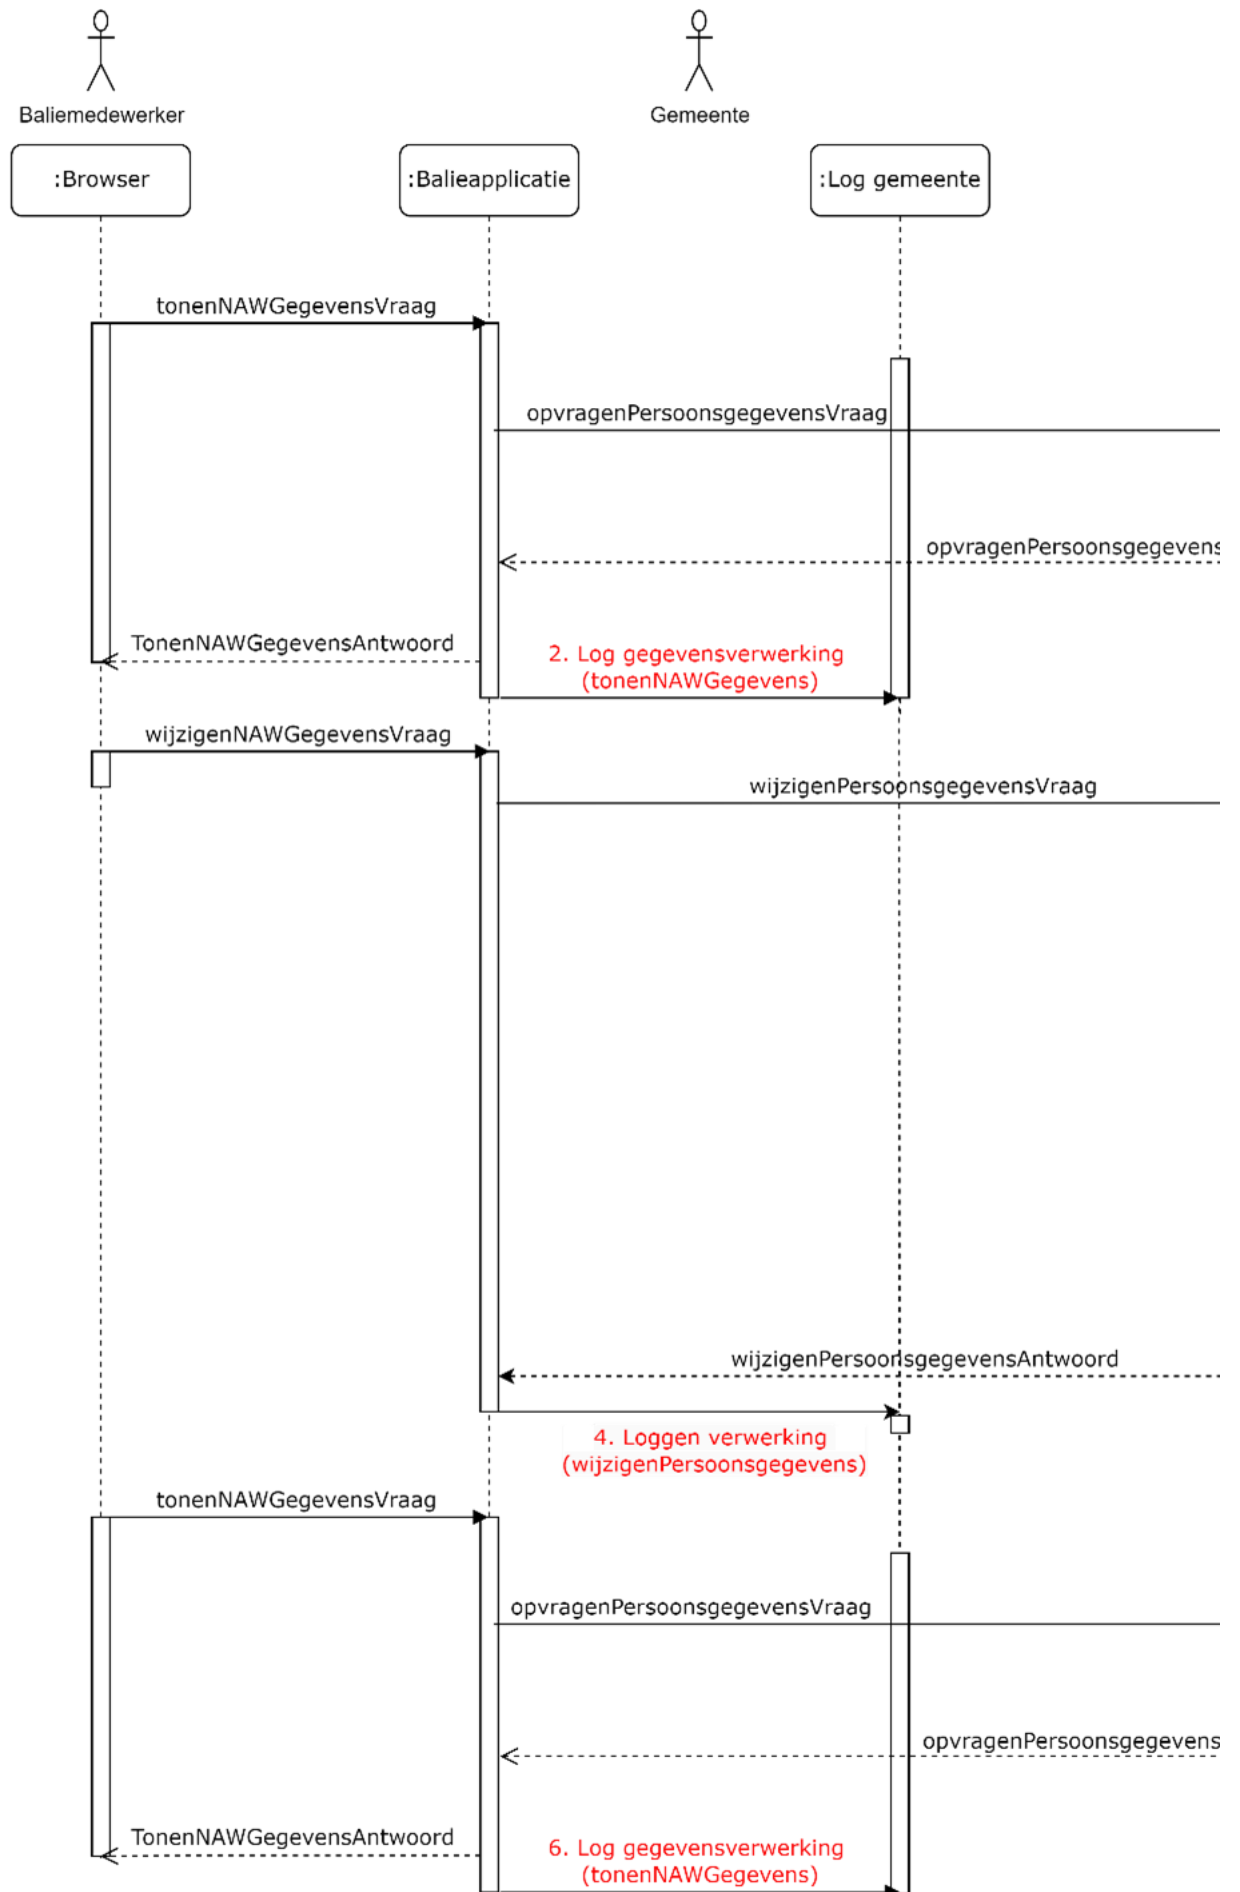 Baliemedewerker
Gemeente
:Browser
:Balieapplicatie
:Log gemeente
tonenNAWGegevensVraag
opvragenPersoonsgegevensVraag
opvragenPersoonsgegevens
TonenNAWGegevensAntwoord
2. Log gegevensverwerking
(tonenNAWGegevens)
wijzigenNAWGegevensVraag
wijzigenPersoonsgegevensVraag
wijzigenPersoonsgegevensAntwoord
4. Loggen verwerking
(wijzigenPersoonsgegevens)
tonenNAWGegevensVraag
opvragenPersoonsgegevensVraag
opvragenPersoonsgegevens
TonenNAWGegevensAntwoord
6. Log gegevensverwerking
(tonenNAWGegevens)